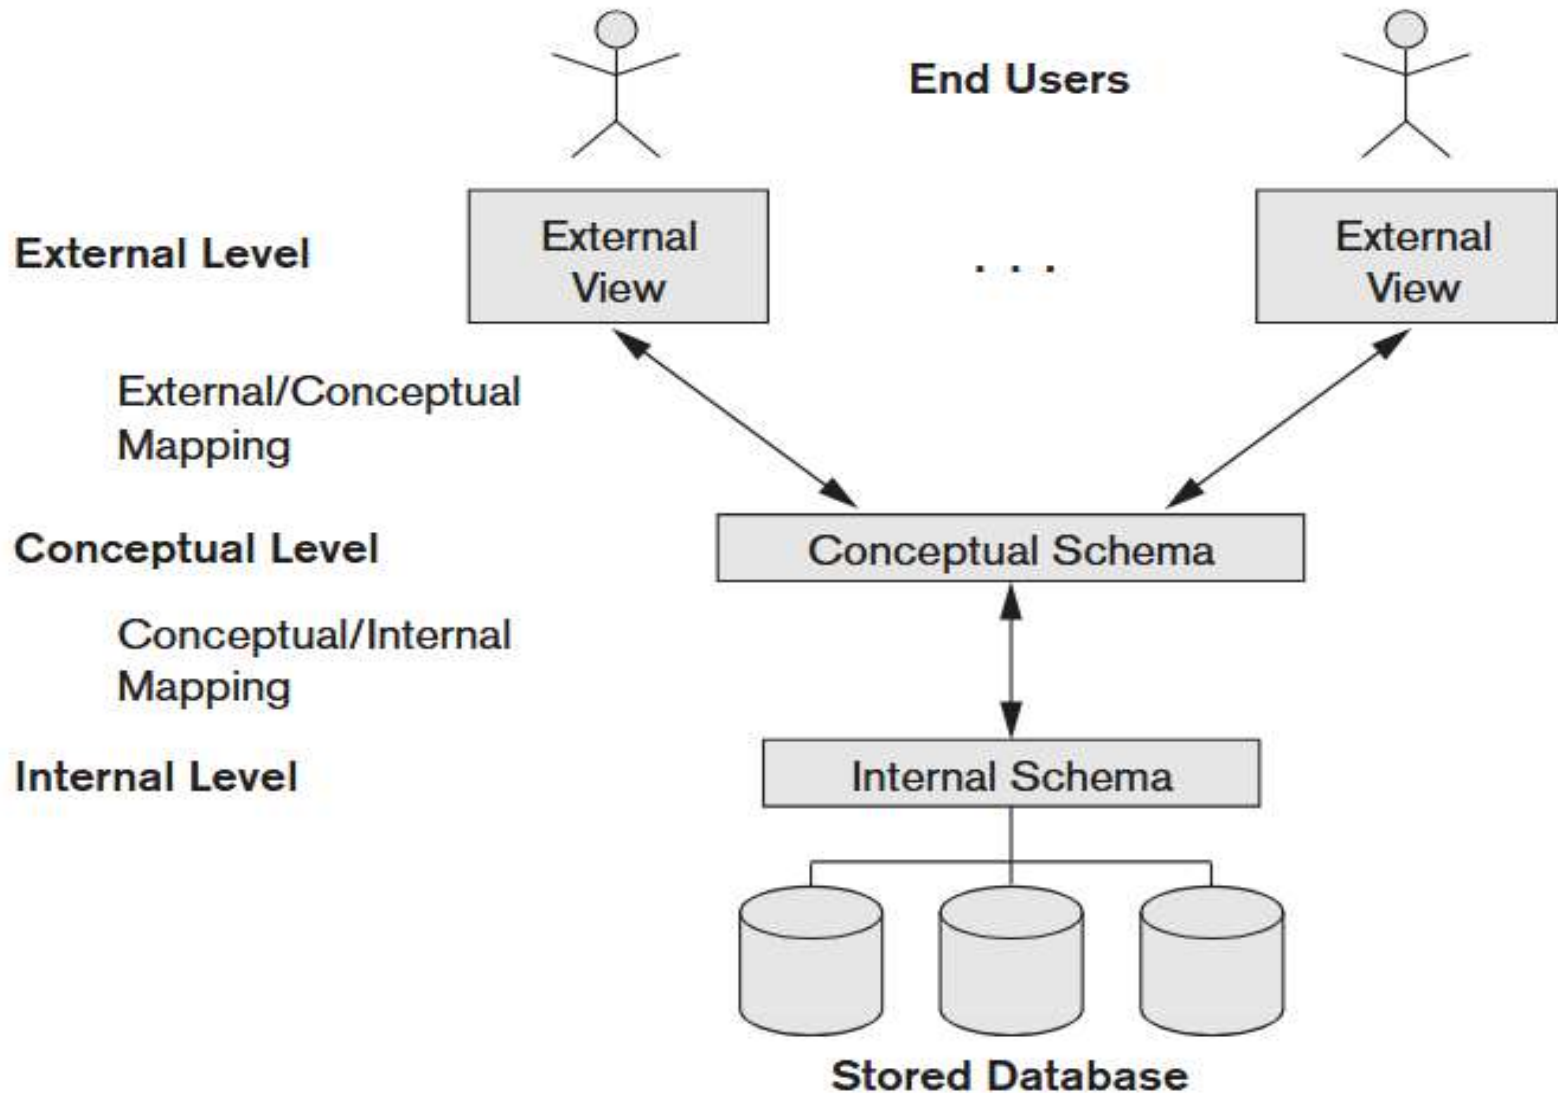 End Users
External Level
External
View
. . .
External
View
External/Conceptual
Mapping
Conceptual Level
Conceptual Schema
Conceptual/Internal
Mapping
Internal Level
Internal Schema
Stored Database